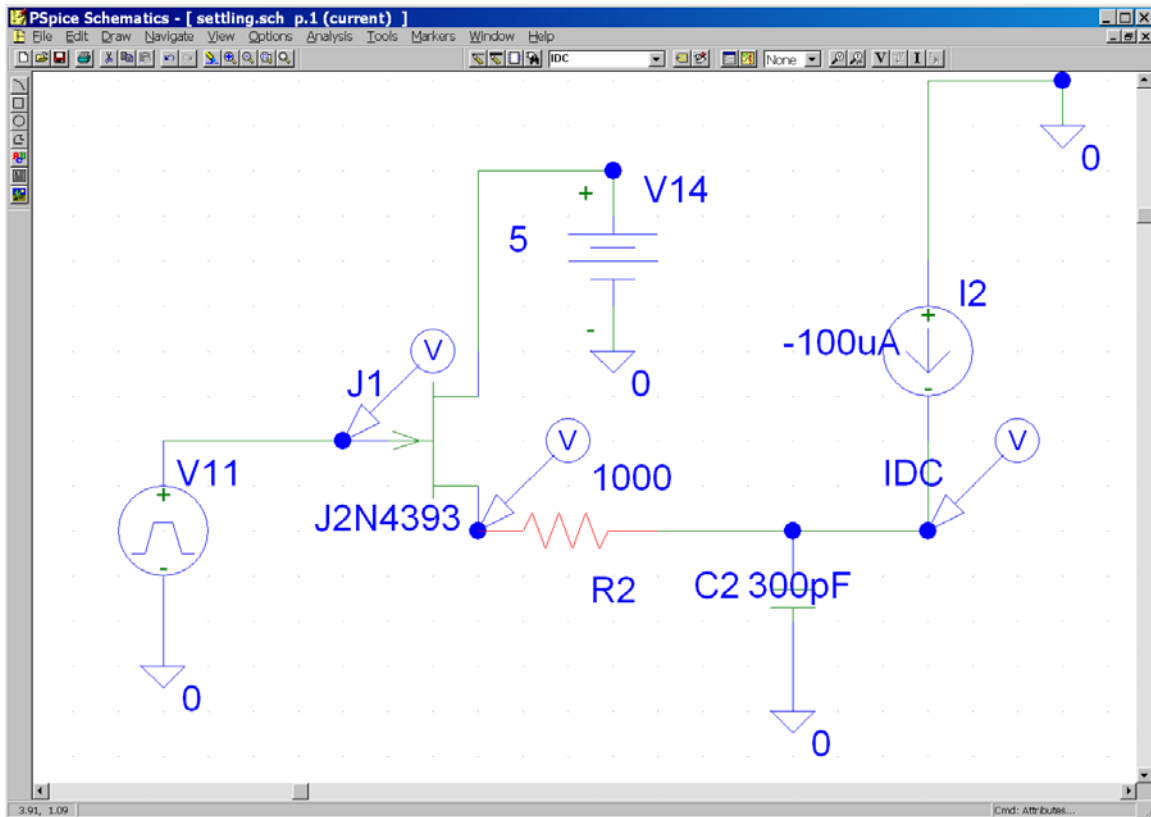 PSpice Schematics - [ settling.sch p.1 (current) ]
File Edit Draw Navigate View Options Analysis Tools Markers Window Help
IDC None V I
0
+ V14
5
I2
+
-100uA
-
-
0
V
J1
V
V
1000
IDC
V11
+
J2N4393
-
R2
C2 300pF
0
0
3.91, 1.09 Cmd: Attributes...